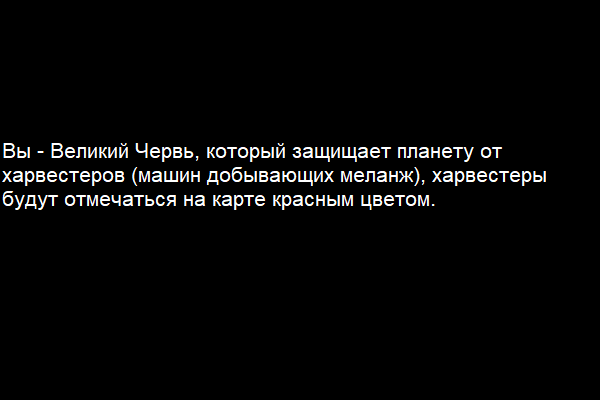 Вы - Великий Червь, который защищает планету от
харвестеров (машин добывающих меланж), харвестеры
будут отмечаться на карте красным цветом.